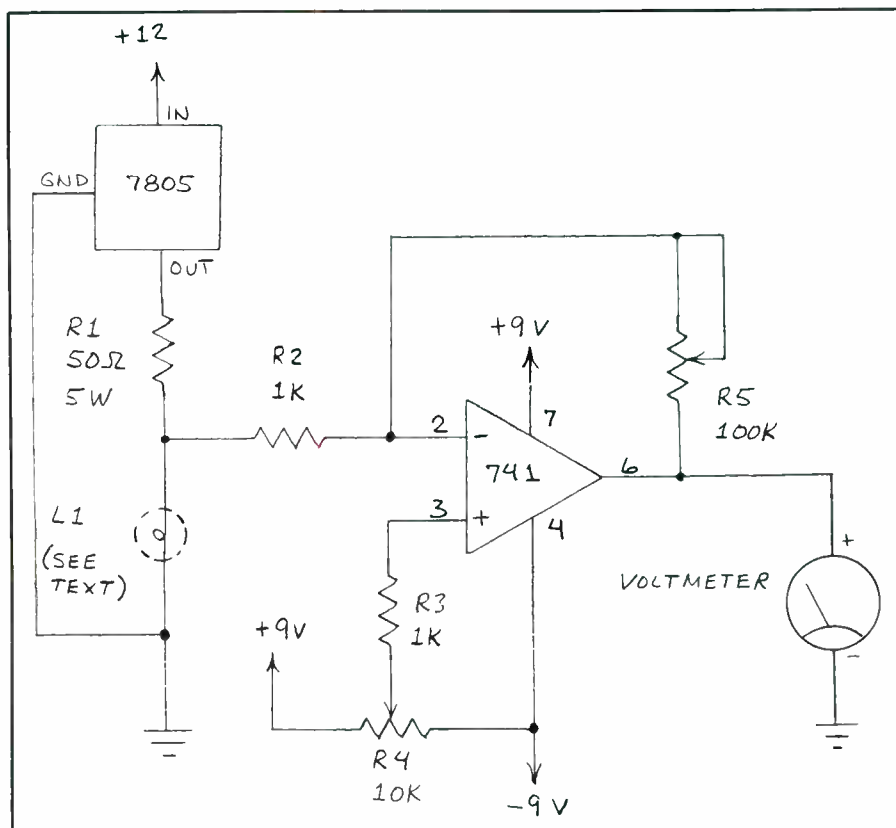 +12
IN
GND
7805
OUT
R1
50Ω
5W
R2
1K
+9V
2
-
7
741
6
3
+
4
R5
100K
L1
(SEE
TEXT)
R3
1K
VOLTMETER
+
-
+9V
R4
10K
-9V